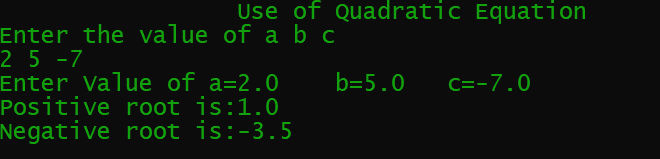 Use of Quadratic Equation
Enter the value of a b c
2 5 -7
Enter Value of a=2.0    b=5.0   c=-7.0
Positive root is:1.0
Negative root is:-3.5